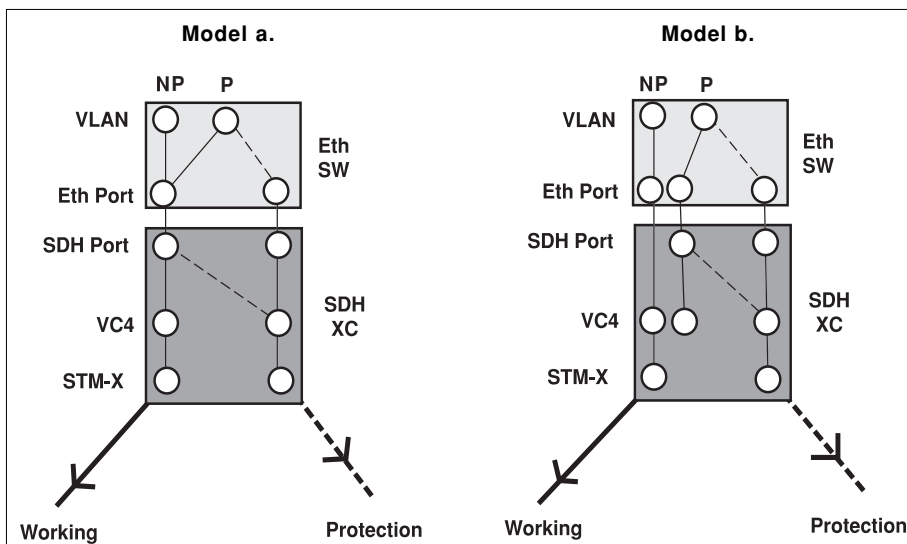 Model a.
NP P
VLAN
Eth
SW
Eth Port
SDH Port
SDH
XC
VC4
STM-X
Working
Protection
Model b.
NP P
VLAN
Eth
SW
Eth Port
SDH Port
SDH
XC
VC4
STM-X
Working
Protection